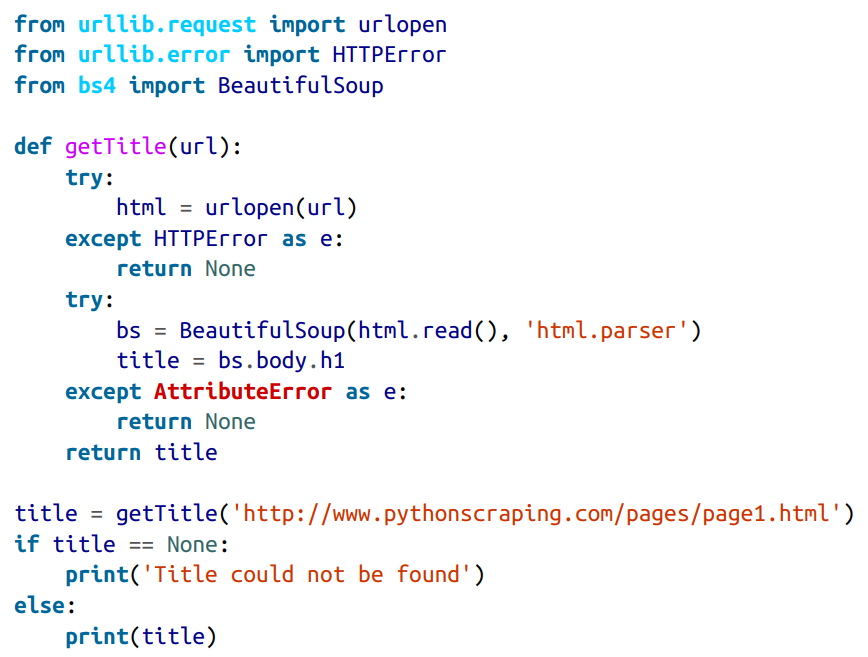 from urllib.request import urlopen
from urllib.error import HTTPError
from bs4 import BeautifulSoup

def getTitle(url):
    try:
        html = urlopen(url)
    except HTTPError as e:
        return None
    try:
        bs = BeautifulSoup(html.read(), 'html.parser')
        title = bs.body.h1
    except AttributeError as e:
        return None
    return title

title = getTitle('http://www.pythonscraping.com/pages/page1.html')
if title == None:
    print('Title could not be found')
else:
    print(title)